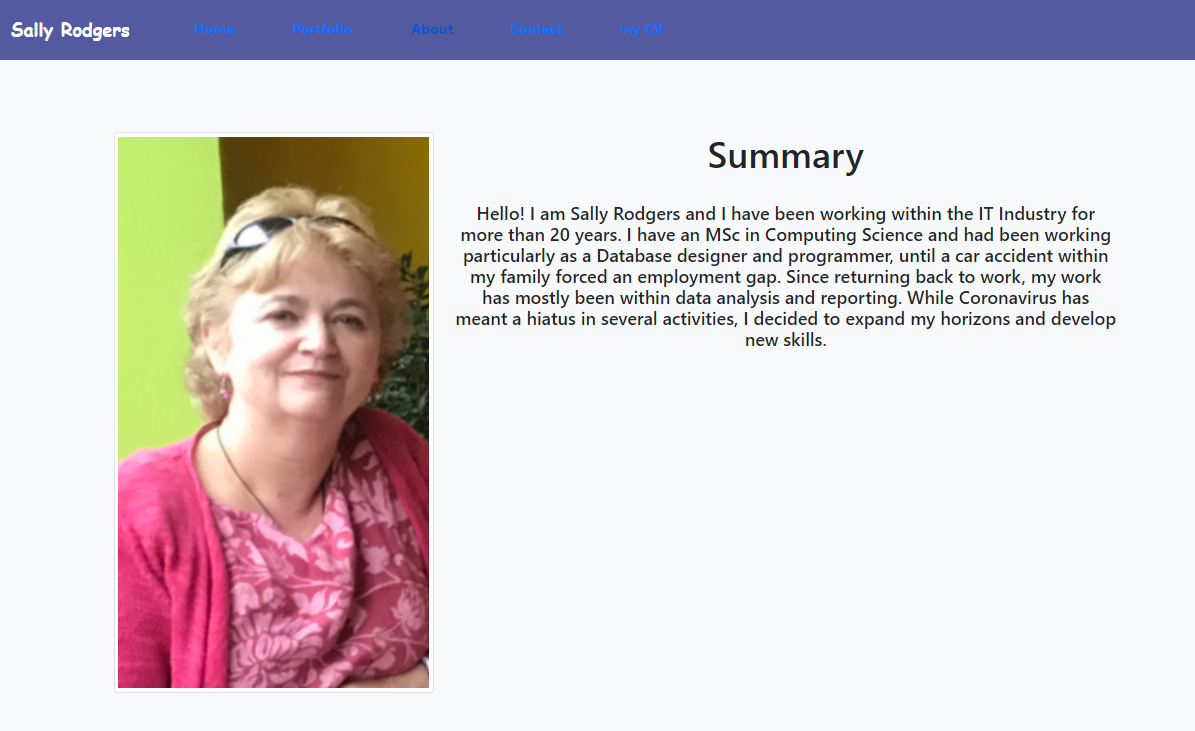 Sally Rodgers Home Portfolio About Contact my CV
Summary
Hello! I am Sally Rodgers and I have been working within the IT Industry for
more than 20 years. I have an MSc in Computing Science and had been working
particularly as a Database designer and programmer, until a car accident within
my family forced an employment gap. Since returning back to work, my work
has mostly been within data analysis and reporting. While Coronavirus has
meant a hiatus in several activities, I decided to expand my horizons and develop
new skills.